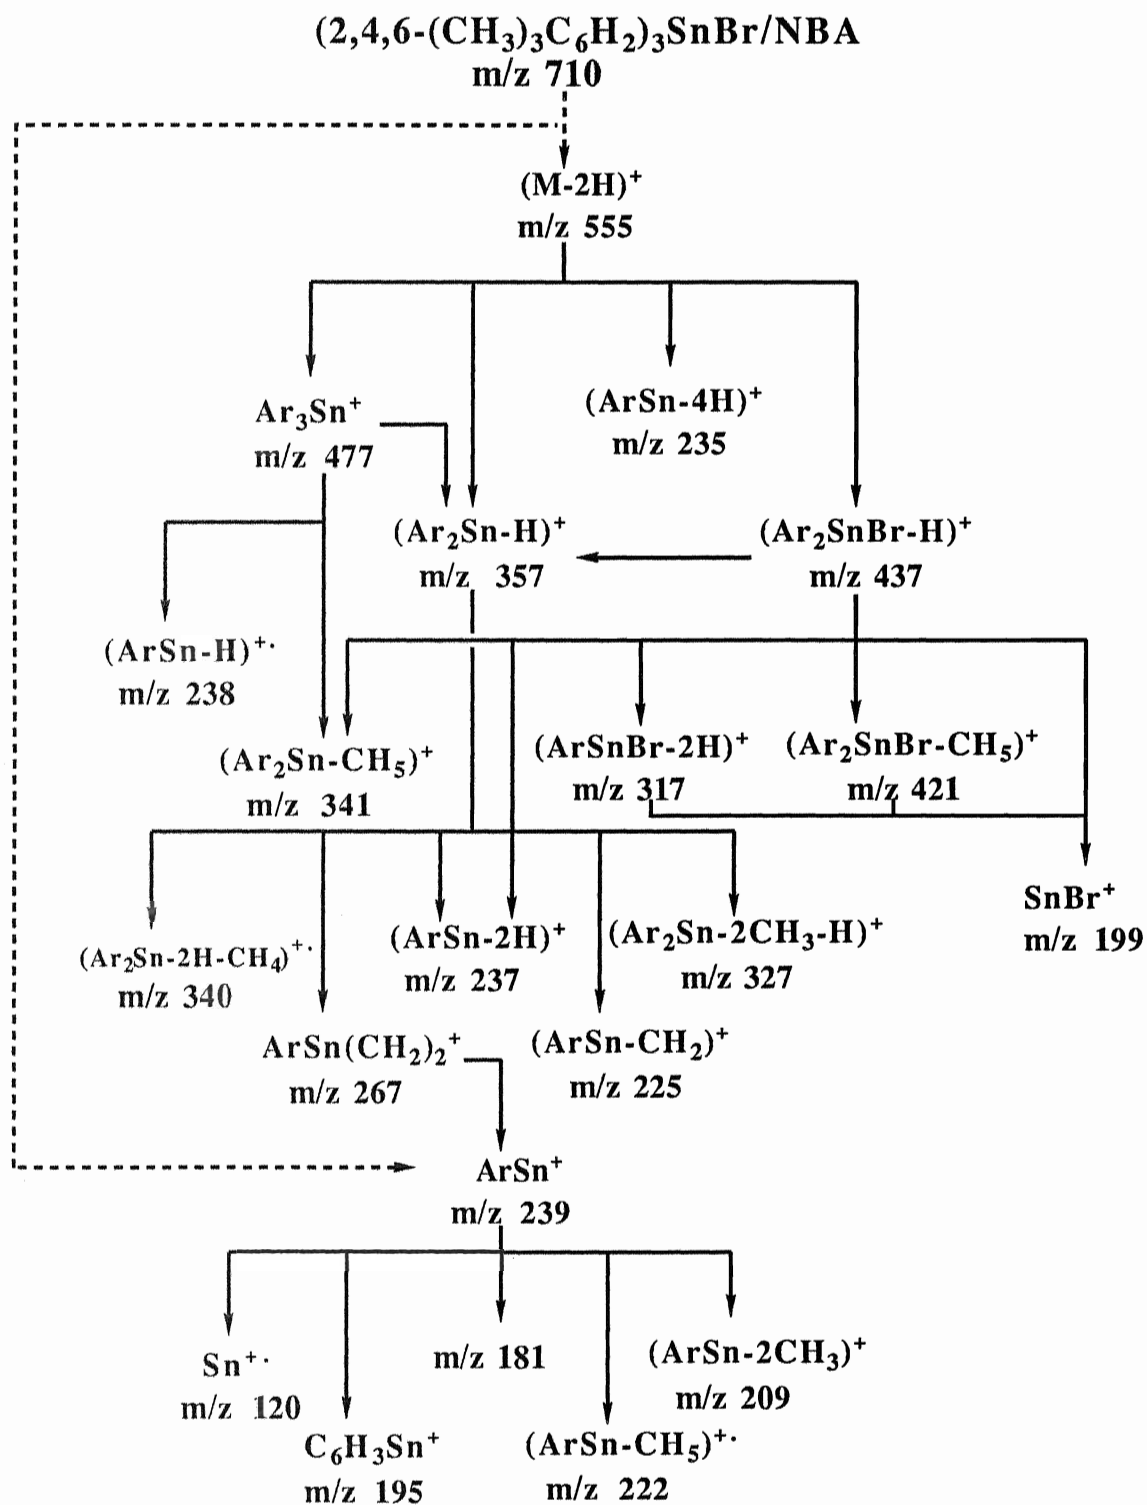 (2,4,6-(CH₃)₃C₆H₂)₃SnBr/NBA
m/z 710
(M-2H)⁺
m/z 555
Ar₃Sn⁺
m/z 477
(ArSn-4H)⁺
m/z 235
(Ar₂Sn-H)⁺
m/z 357
(Ar₂SnBr-H)⁺
m/z 437
(ArSn-H)⁺·
m/z 238
(Ar₂Sn-CH₅)⁺
m/z 341
(ArSnBr-2H)⁺
m/z 317
(Ar₂SnBr-CH₅)⁺
m/z 421
SnBr⁺
m/z 199
(Ar₂Sn-2H-CH₄)⁺·
m/z 340
(ArSn-2H)⁺
m/z 237
(Ar₂Sn-2CH₃-H)⁺
m/z 327
ArSn(CH₂)₂⁺
m/z 267
(ArSn-CH₂)⁺
m/z 225
ArSn⁺
m/z 239
Sn⁺·
m/z 120
C₆H₃Sn⁺
m/z 195
m/z 181
(ArSn-CH₅)⁺·
m/z 222
(ArSn-2CH₃)⁺
m/z 209